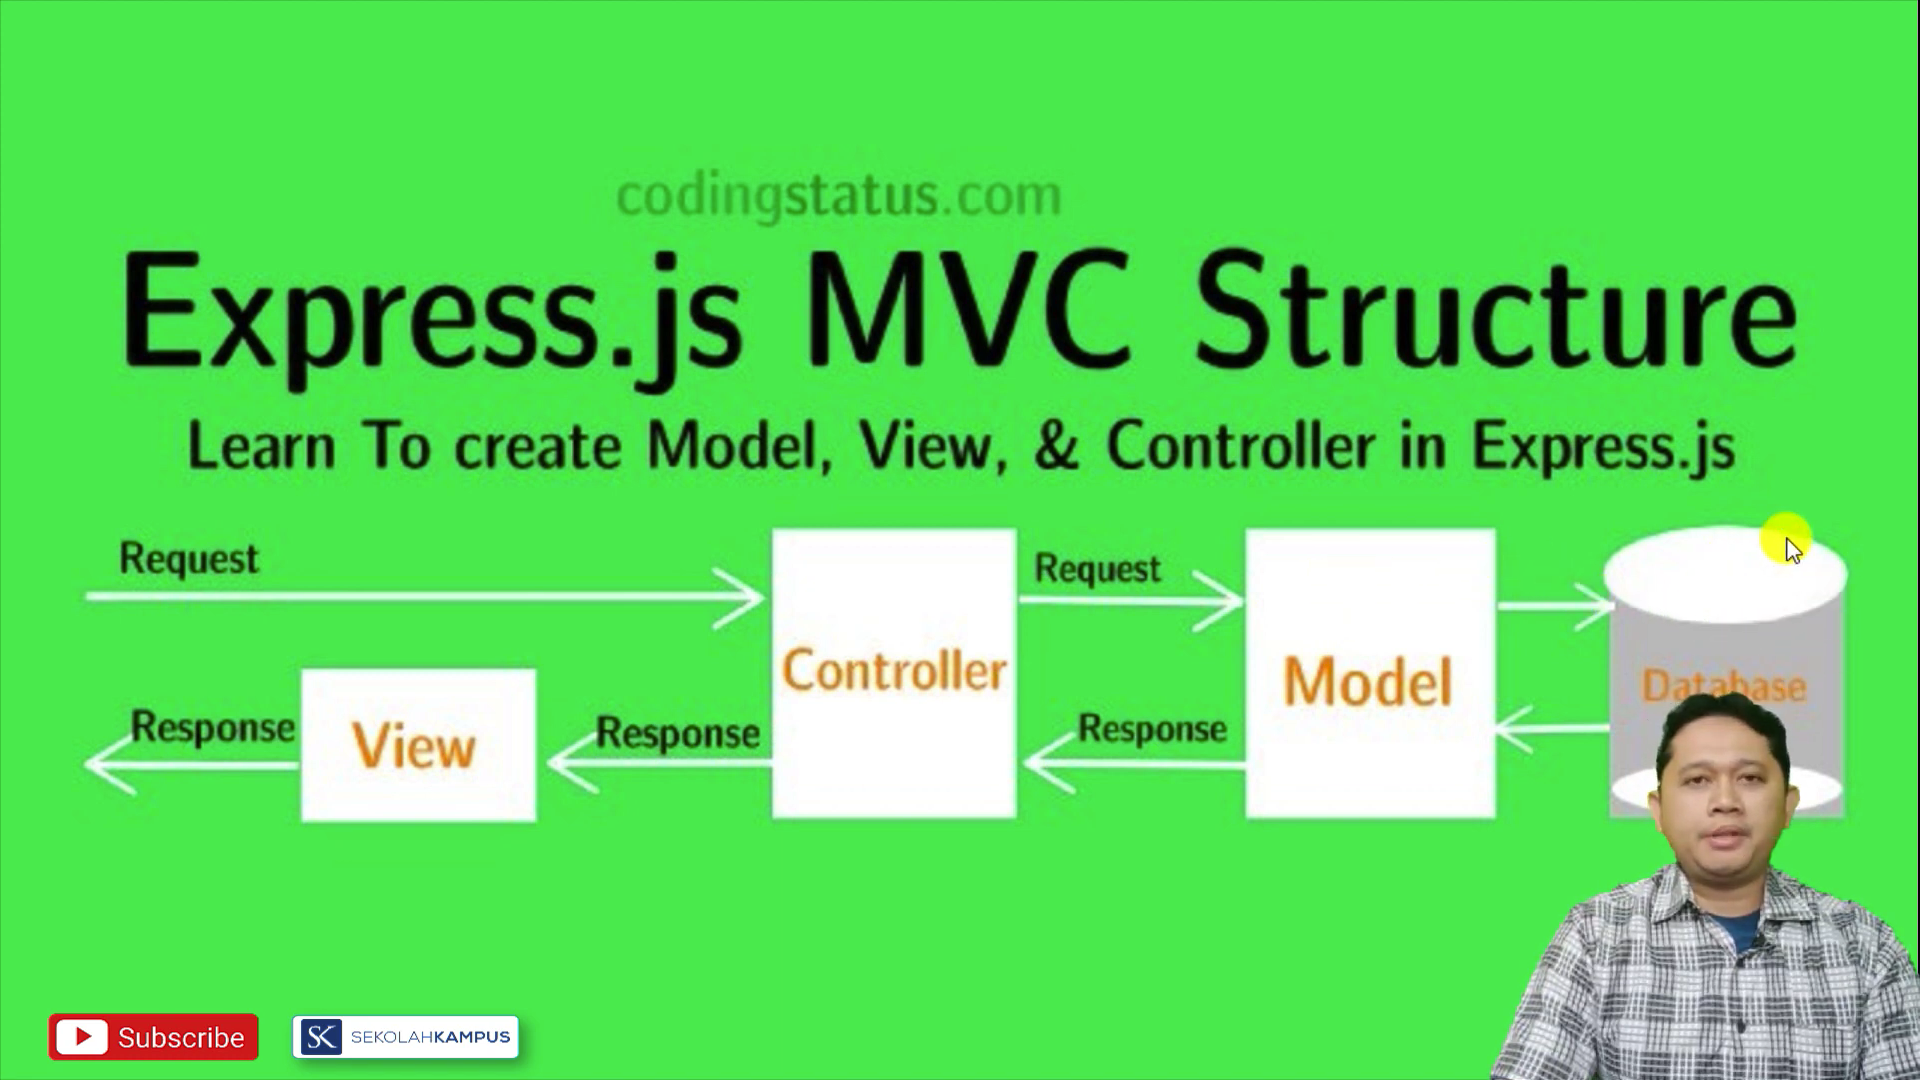 codingstatus.com
Express.js MVC Structure
Learn To create Model, View, & Controller in Express.js
Request
Request
Controller
Model
Database
Response
View
Response
Response
Subscribe
SK SEKOLAHKAMPUS